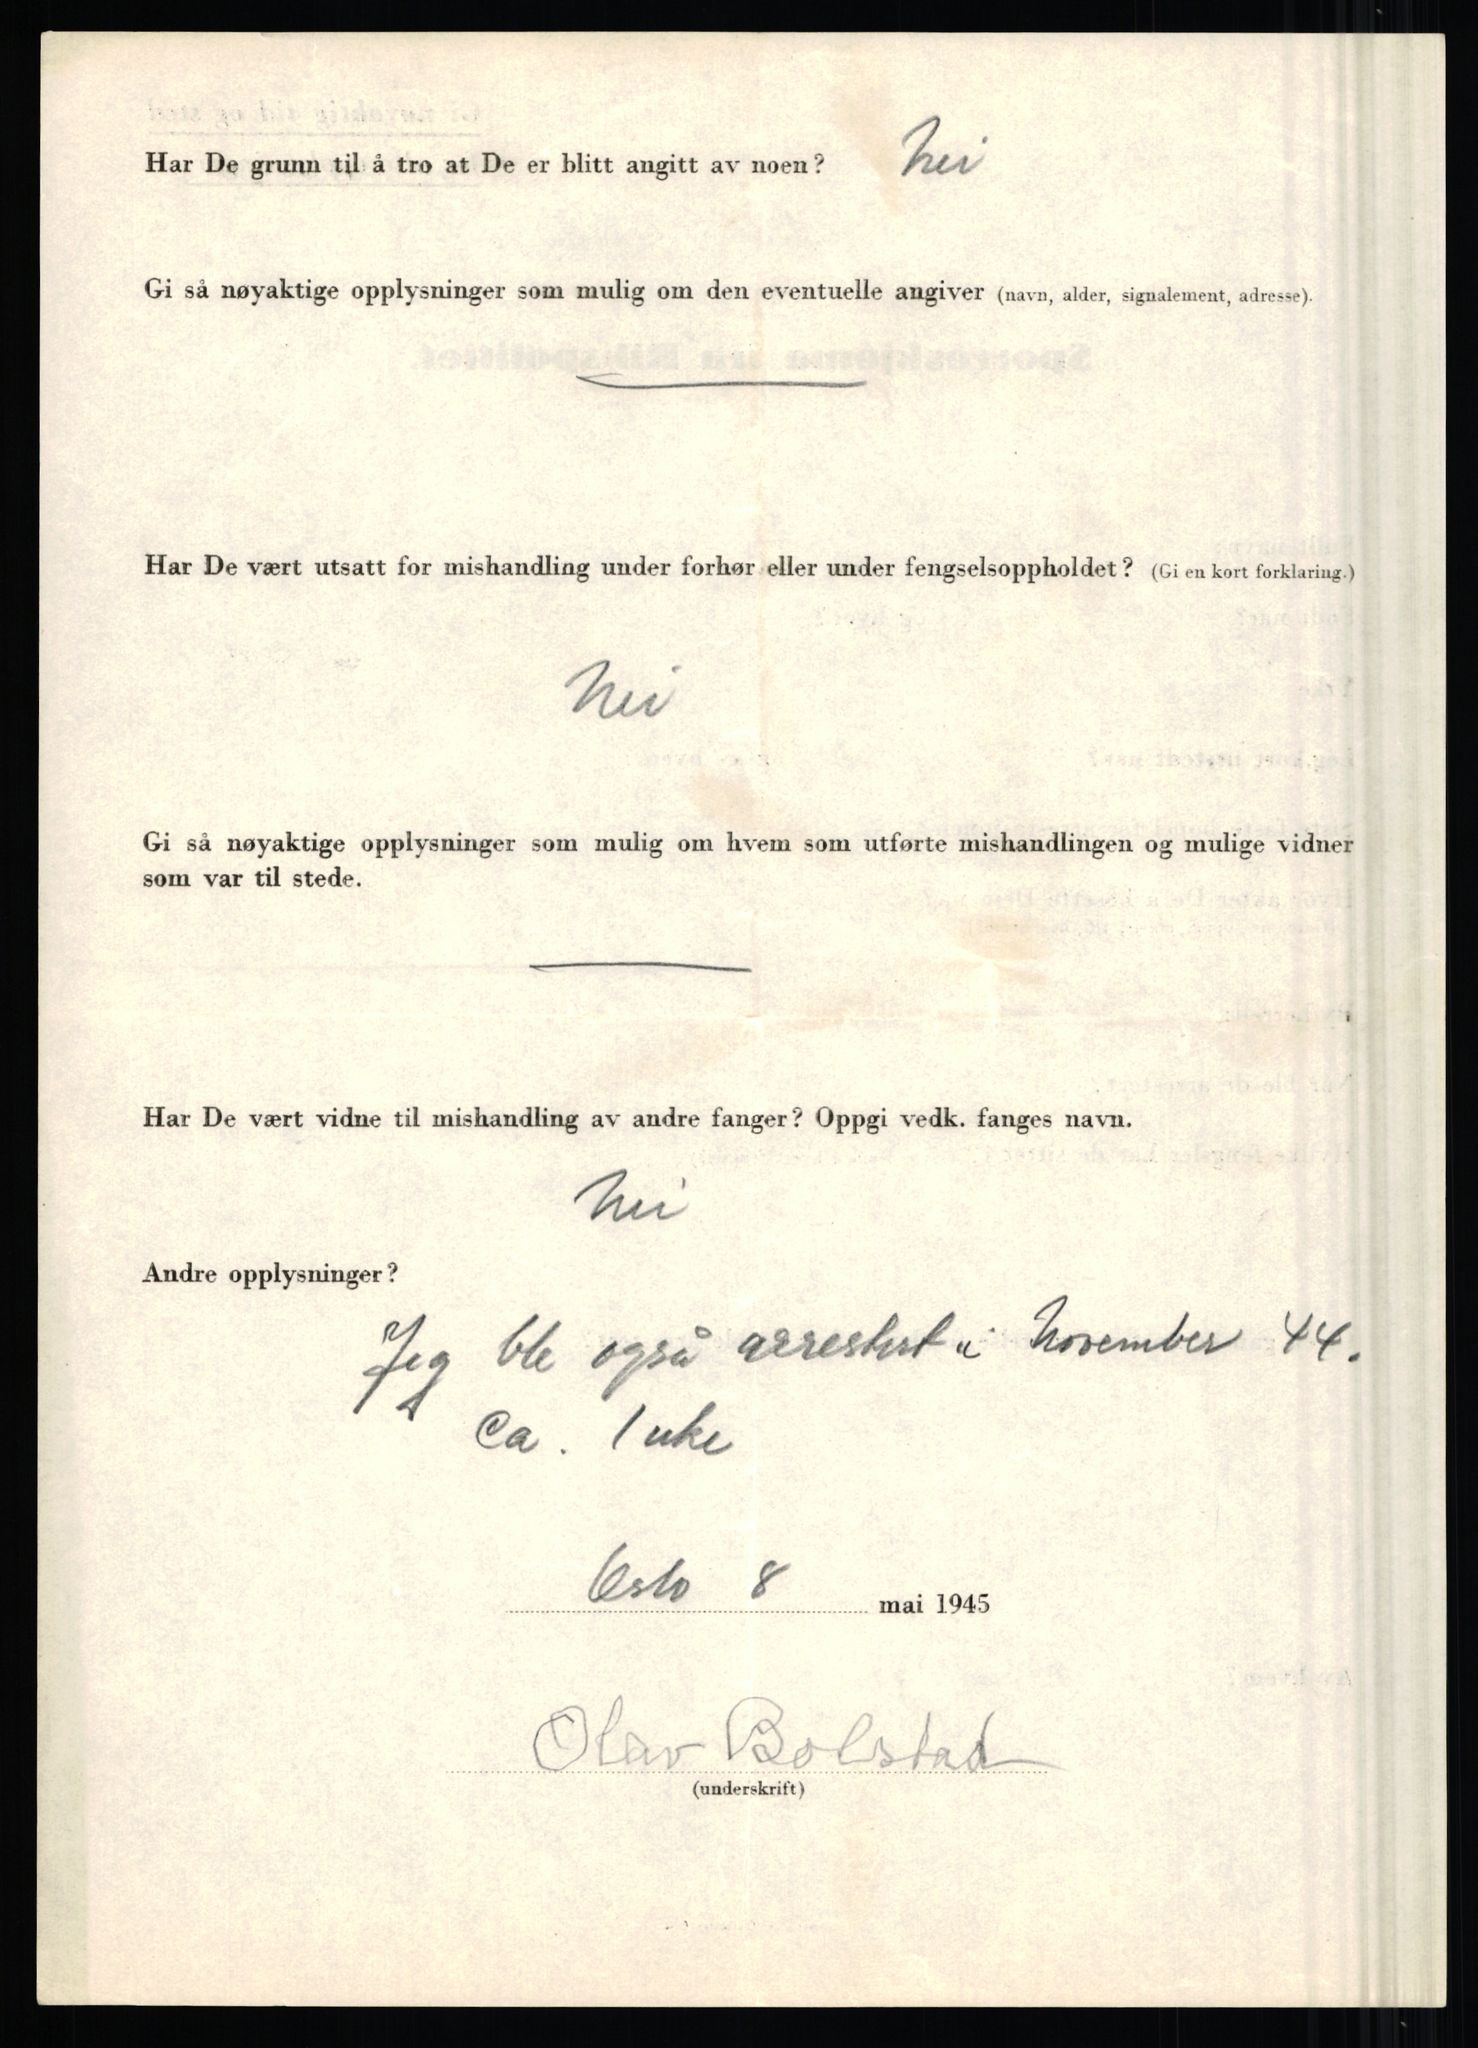 Har De grunn til å tro at De er blitt angitt av noen? Nei
Gi så nøyaktige opplysninger som mulig om den eventuelle angiver (navn, alder, signalement, adresse).
Har De vært utsatt for mishandling under forhør eller under fengselsoppholdet? (Gi en kort forklaring.)
Nei
Gi så nøyaktige opplysninger som mulig om hvem som utførte mishandlingen og mulige vidner
som var til stede.
Har De vært vidne til mishandling av andre fanger? Oppgi vedk. fanges navn.
Nei
Andre opplysninger?
Jeg ble også arrestert i November 44.
Ca. 1 uke
Oslo 8 mai 1945
Olav Bolstad
(underskrift)